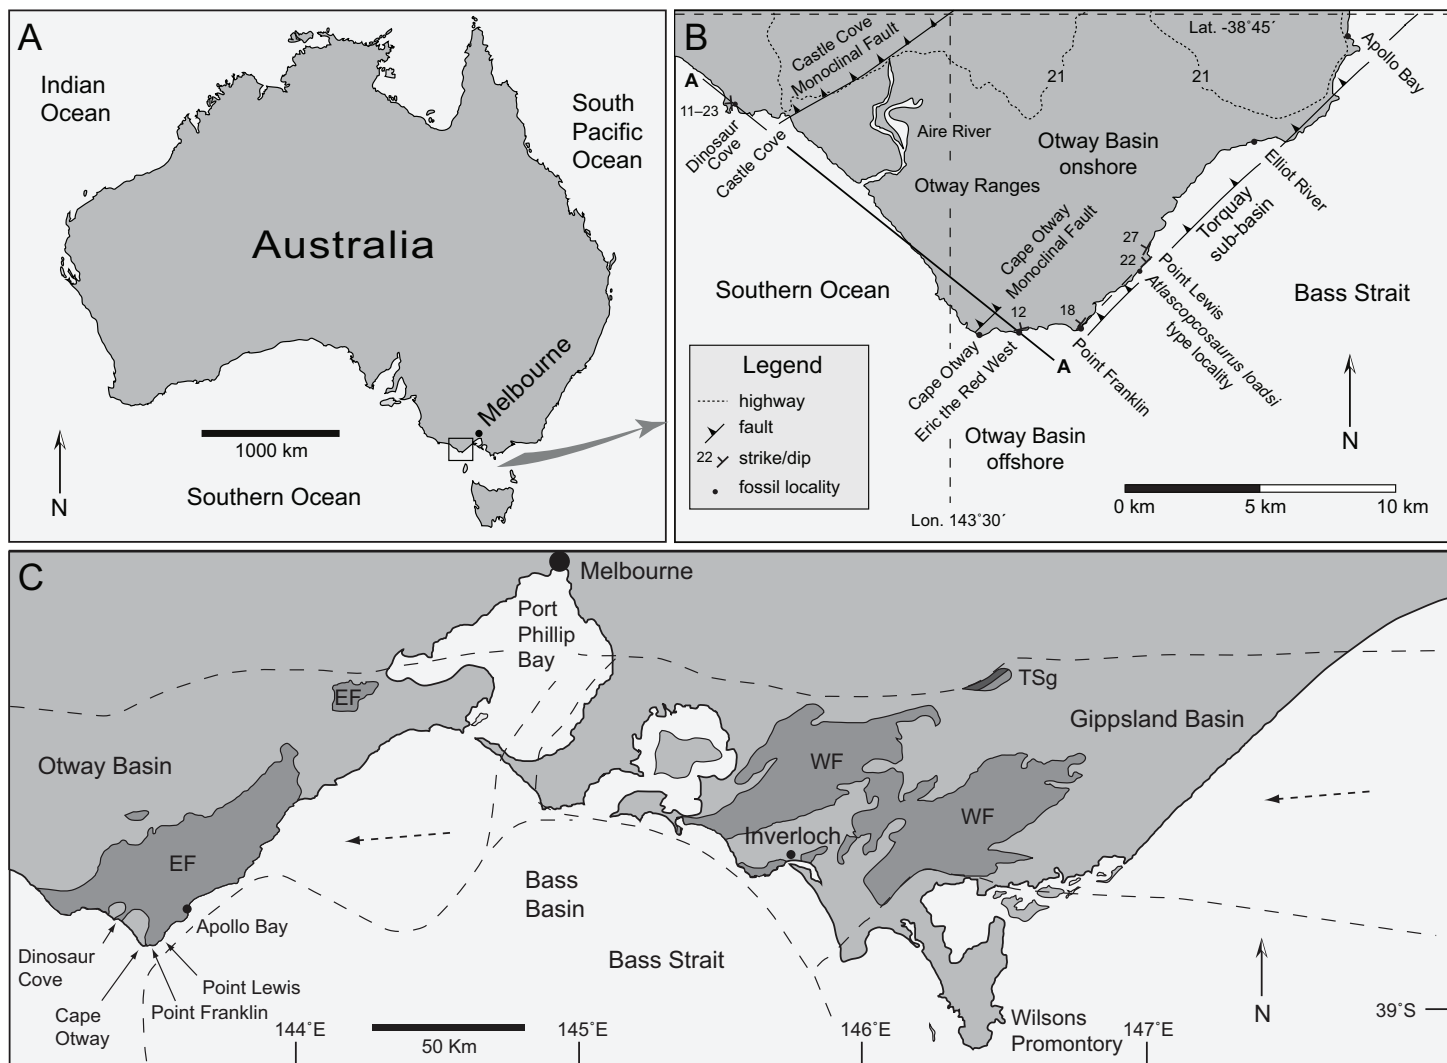 A
Indian
Ocean
South
Pacific
Ocean
Australia
Melbourne
1000 km
Southern Ocean
N
B
Lat. -38˚45´
Castle Cove
Monoclinal Fault
A
11–23
21
21
Apollo Bay
Dinosaur
Cove
Castle Cove
Aire River
Otway Basin
onshore
Otway Ranges
Elliot River
Torquay
sub-basin
Cape Otway
Monoclinal Fault
27
22
Point Lewis
Atlascopcosaurus loadsi
type locality
Southern Ocean
Bass Strait
12
18
A
Cape Otway
Eric the Red West
Point Franklin
Legend
highway
fault
22 strike/dip
fossil locality
Otway Basin
offshore
N
0 km
5 km
10 km
Lon. 143˚30´
C
Melbourne
Port
Phillip
Bay
EF
TSg
Gippsland Basin
Otway Basin
WF
WF
Inverloch
EF
Bass
Basin
Apollo Bay
Dinosaur
Cove
Bass Strait
Point Lewis
Point Franklin
Cape
Otway
N
39˚S
Wilsons
Promontory
144˚E
50 Km
145˚E
146˚E
147˚E